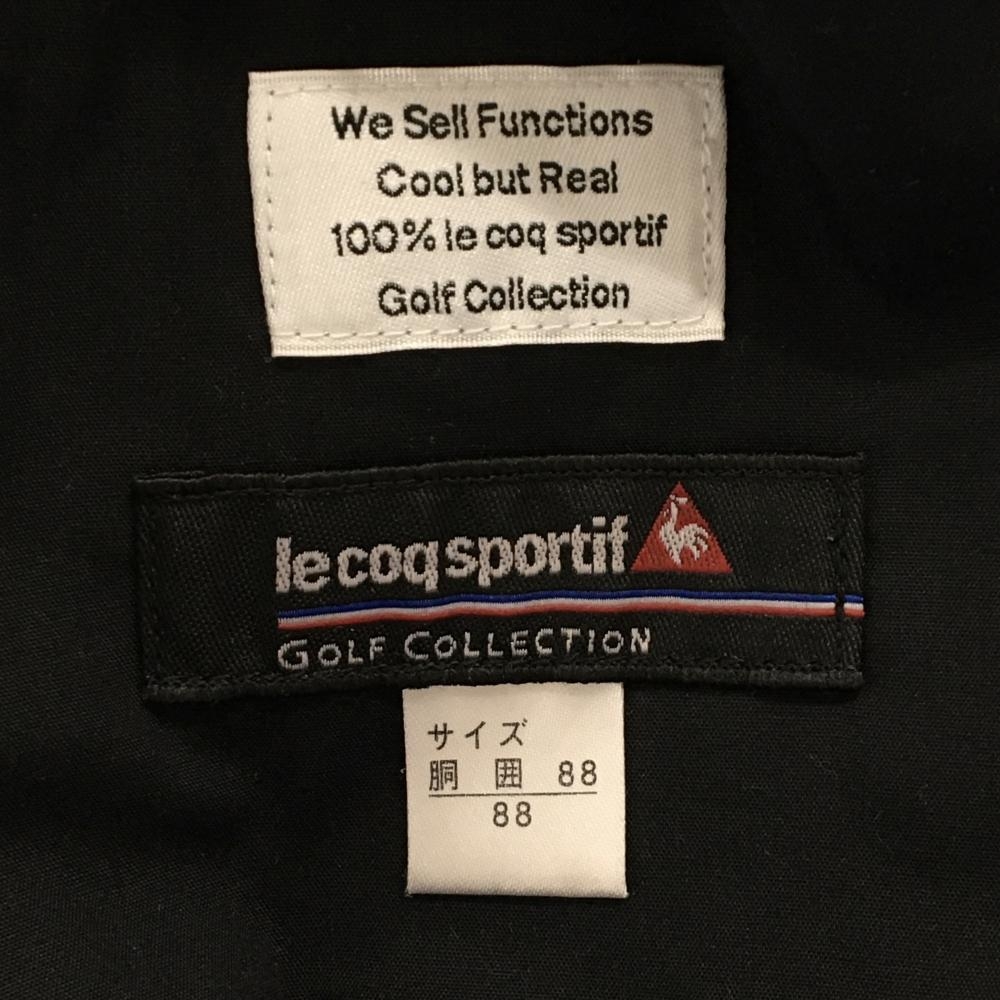 We Sell Functions
Cool but Real
100% le coq sportif
Golf Collection
le coq sportif
GOLF COLLECTION
サイズ
胴 囲 88
88